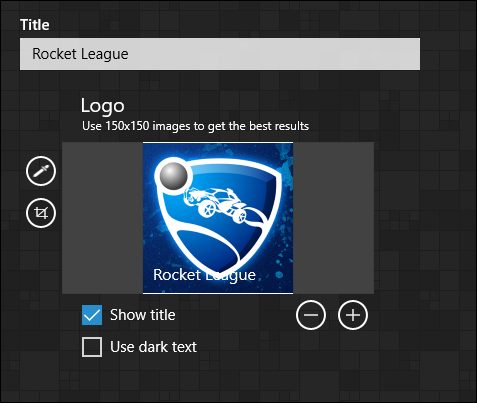 Title
Rocket League
Logo
Use 150x150 images to get the best results
Rocket League
Show title
Use dark text